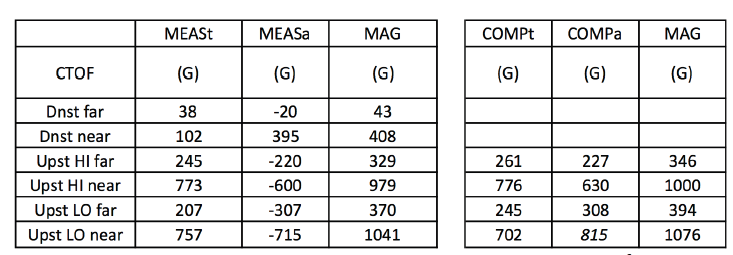 MEASt MEASa MAG COMPt COMPa MAG
CTOF (G) (G) (G) (G) (G) (G)
Dnst far 38 -20 43
Dnst near 102 395 408
Upst HI far 245 -220 329 261 227 346
Upst HI near 773 -600 979 776 630 1000
Upst LO far 207 -307 370 245 308 394
Upst LO near 757 -715 1041 702 815 1076